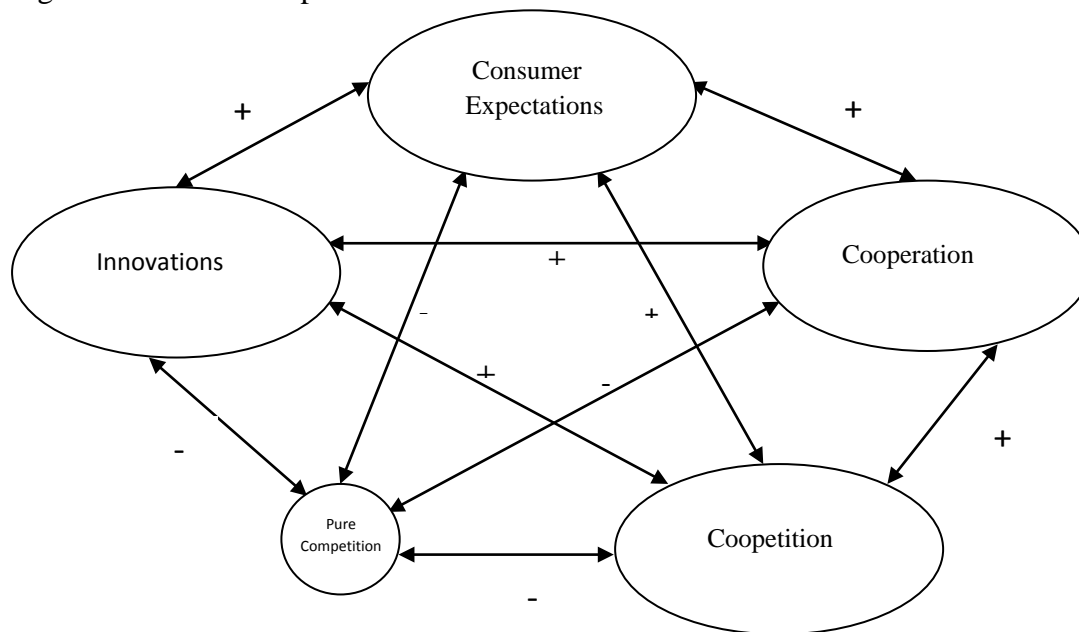 Consumer
Expectations
+
+
Innovations
+
Cooperation
-
+
+
-
-
+
Pure
Competition
Coopetition
-